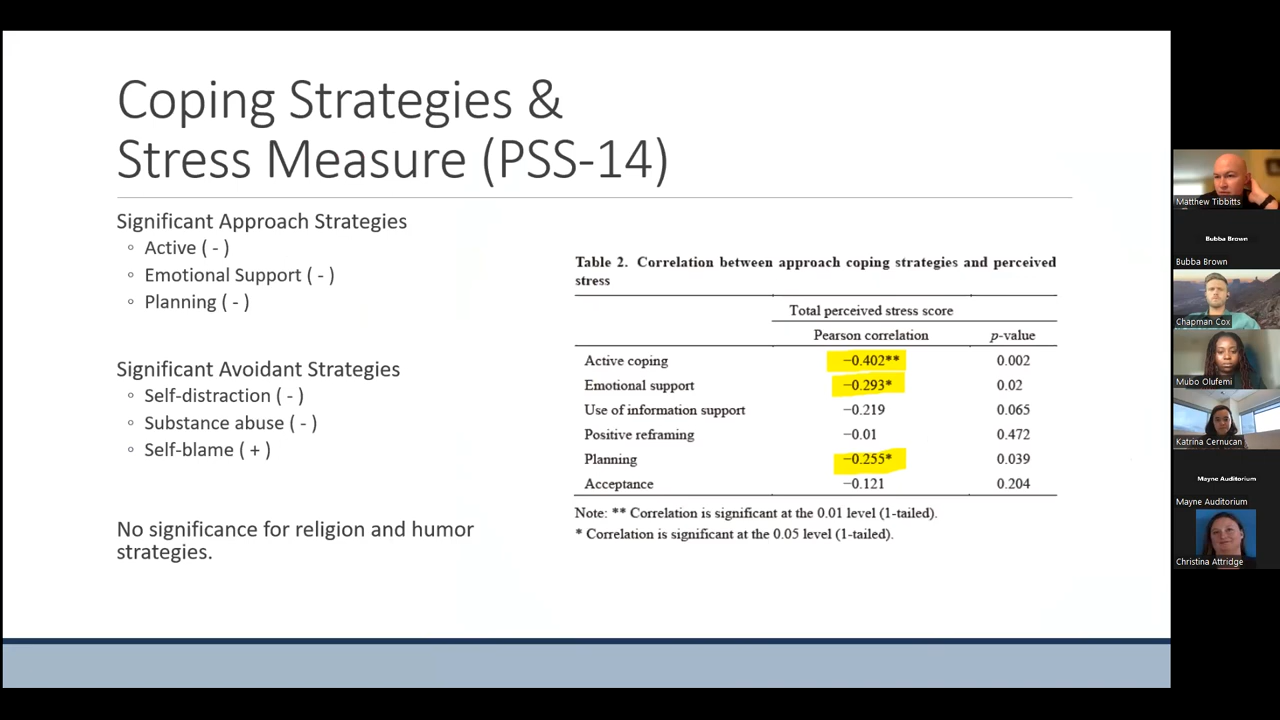 Coping Strategies &
Stress Measure (PSS-14)
Significant Approach Strategies
◦ Active ( - )
◦ Emotional Support ( - )
◦ Planning ( - )
Significant Avoidant Strategies
◦ Self-distraction ( - )
◦ Substance abuse ( - )
◦ Self-blame ( + )
No significance for religion and humor
strategies.
Table 2. Correlation between approach coping strategies and perceived
stress
Total perceived stress score
Pearson correlation p-value
Active coping −0.402** 0.002
Emotional support −0.293* 0.02
Use of information support −0.219 0.065
Positive reframing −0.01 0.472
Planning −0.255* 0.039
Acceptance −0.121 0.204
Note: ** Correlation is significant at the 0.01 level (1-tailed).
* Correlation is significant at the 0.05 level (1-tailed).
Matthew Tibbitts
Bubba Brown
Bubba Brown
Chapman Cox
Mubo Olufemi
Katrina Cernucan
Mayne Auditorium
Mayne Auditorium
Christina Attridge